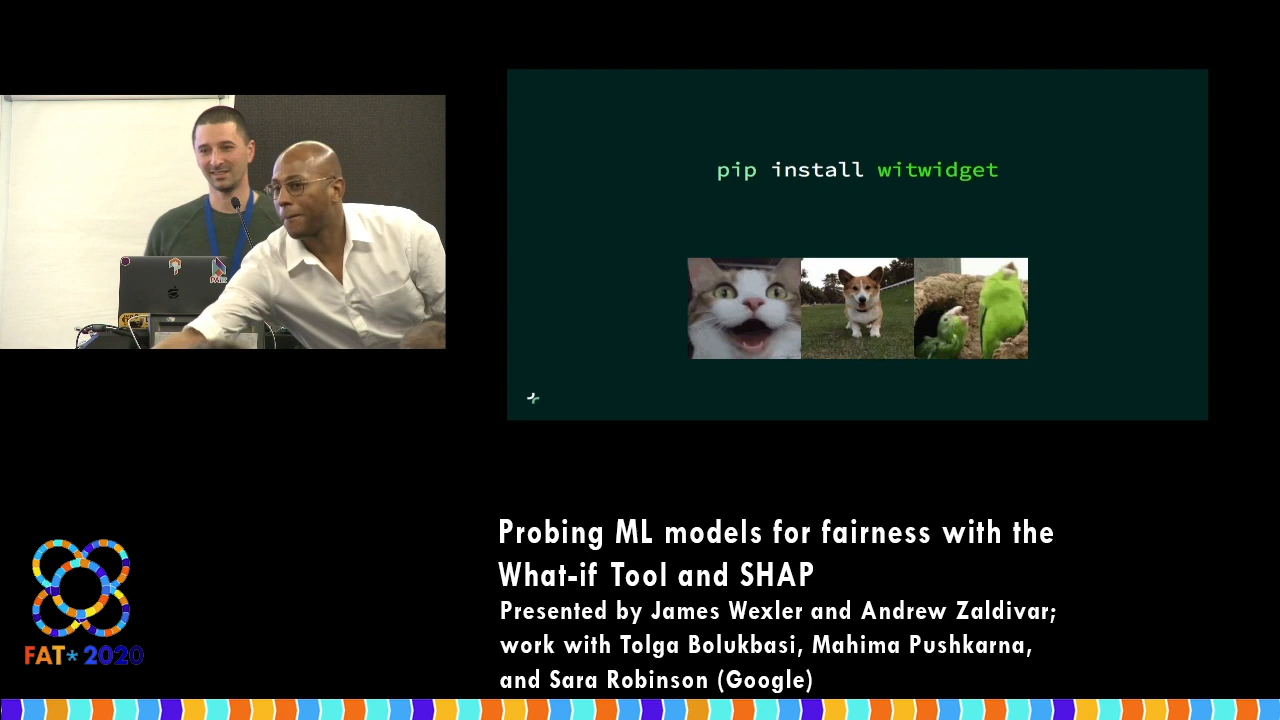 pip install witwidget
Probing ML models for fairness with the
What-if Tool and SHAP
Presented by James Wexler and Andrew Zaldivar;
work with Tolga Bolukbasi, Mahima Pushkarna,
and Sara Robinson (Google)
FAT* 2020